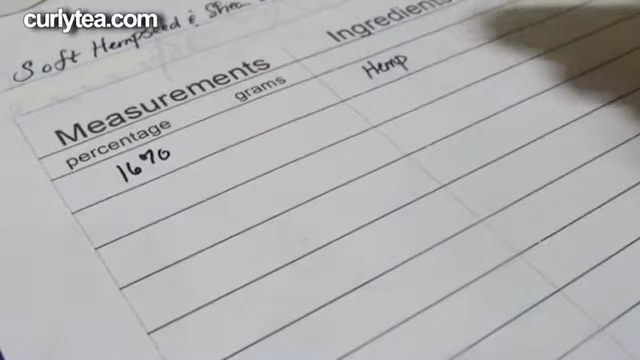 curlytea.com
Soft Hempseed & Shea
Measurements Ingredients
percentage grams
16% Hemp